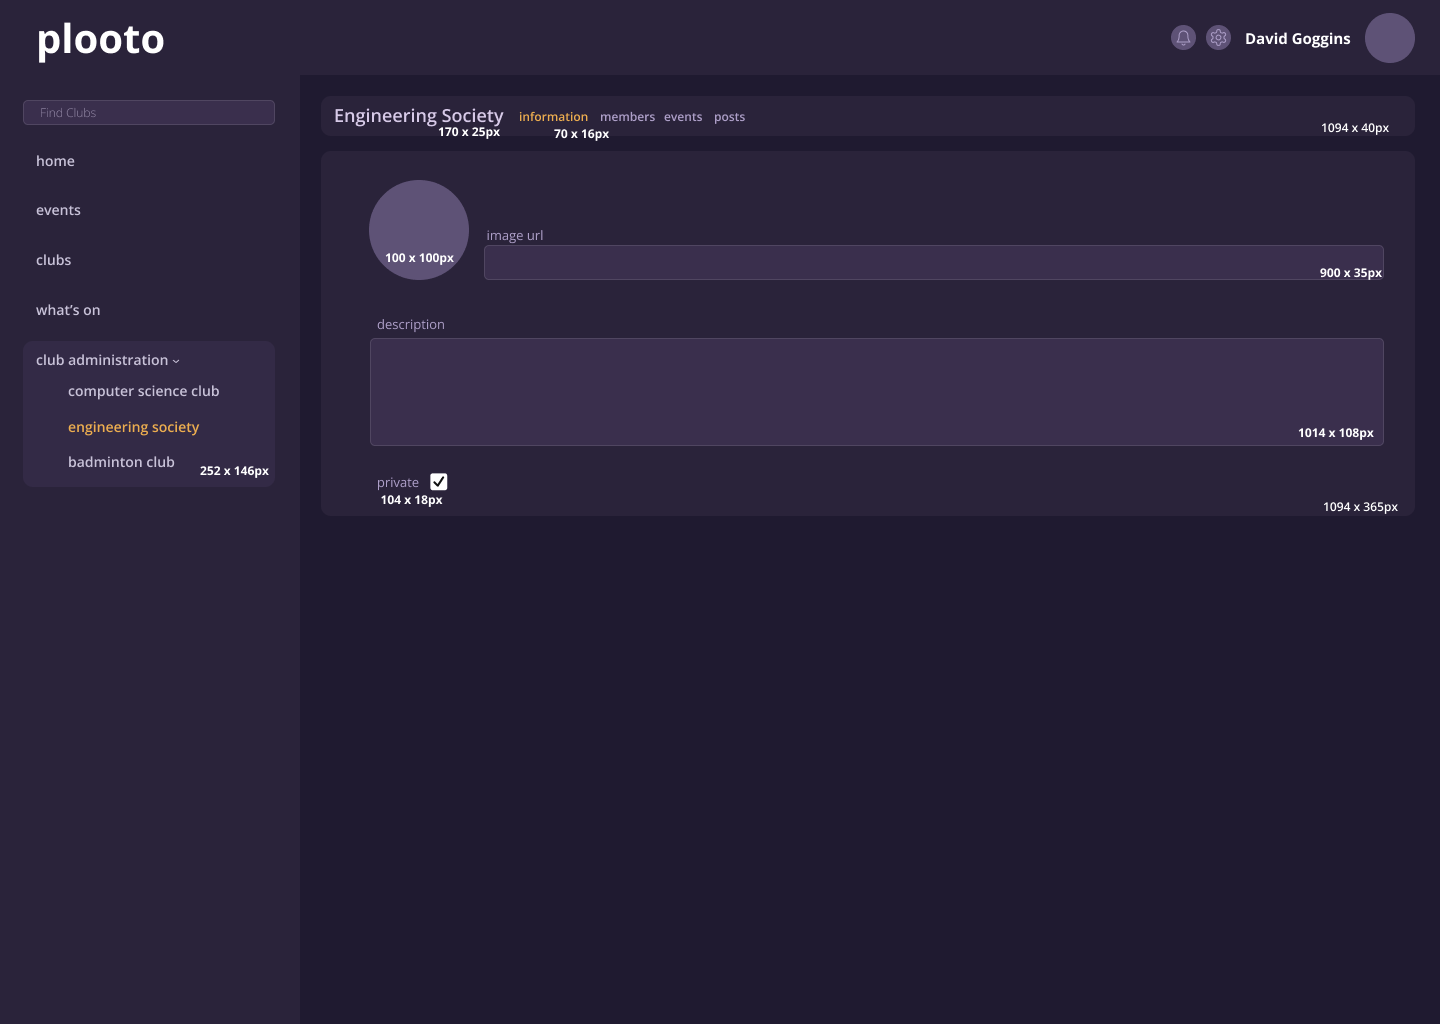 plooto
David Goggins
Find Clubs
home
events
clubs
what's on
club administration
computer science club
engineering society
badminton club
252 x 146px
Engineering Society information members events posts
170 x 25px
70 x 16px
1094 x 40px
100 x 100px
image url
900 x 35px
description
1014 x 108px
private
104 x 18px
1094 x 365px